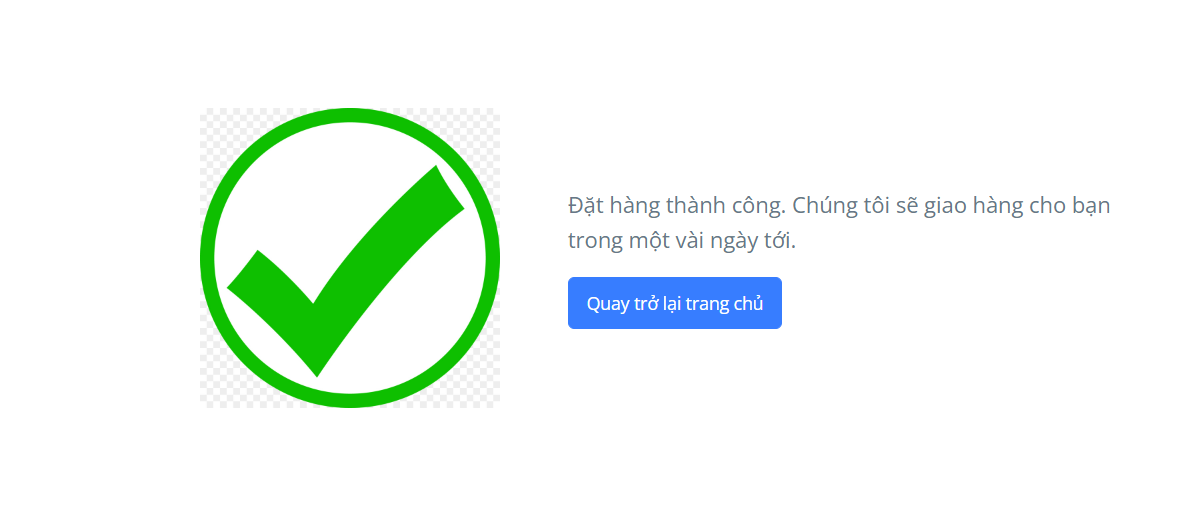 Đặt hàng thành công. Chúng tôi sẽ giao hàng cho bạn
trong một vài ngày tới.
Quay trở lại trang chủ